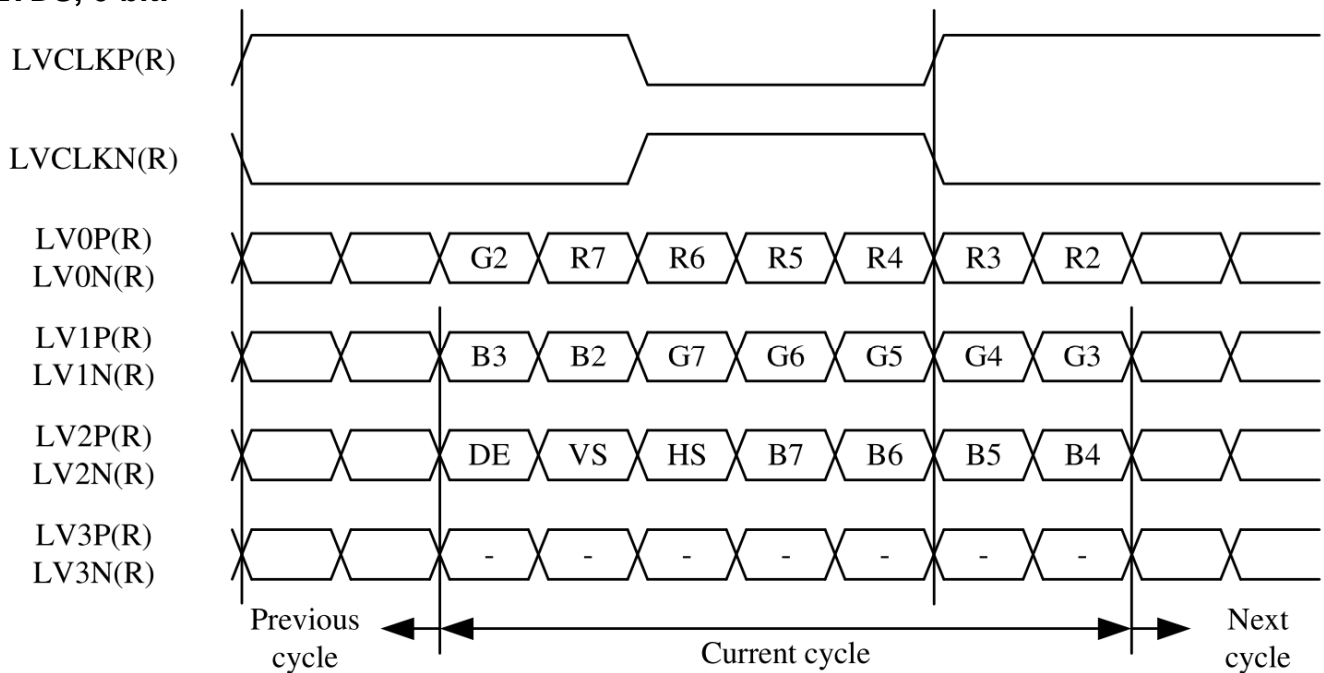 LVCLKP(R)
LVCLKN(R)
LV0P(R)
LV0N(R)
G2 R7 R6 R5 R4 R3 R2
LV1P(R)
LV1N(R)
B3 B2 G7 G6 G5 G4 G3
LV2P(R)
LV2N(R)
DE VS HS B7 B6 B5 B4
LV3P(R)
LV3N(R)
- - - - - - -
Previous
cycle
Current cycle
Next
cycle